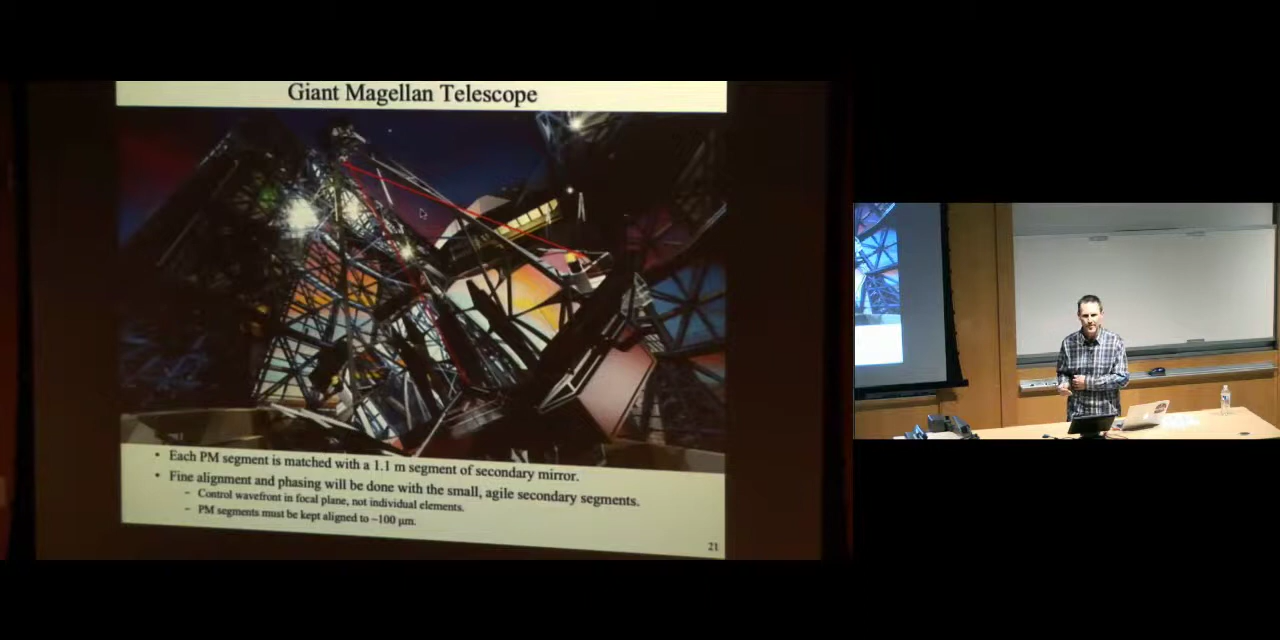 Giant Magellan Telescope
• Each PM segment is matched with a 1.1 m segment of secondary mirror.
• Fine alignment and phasing will be done with the small, agile secondary segments.
– Control wavefront in focal plane, not individual elements.
– PM segments must be kept aligned to ~100 μm.
21